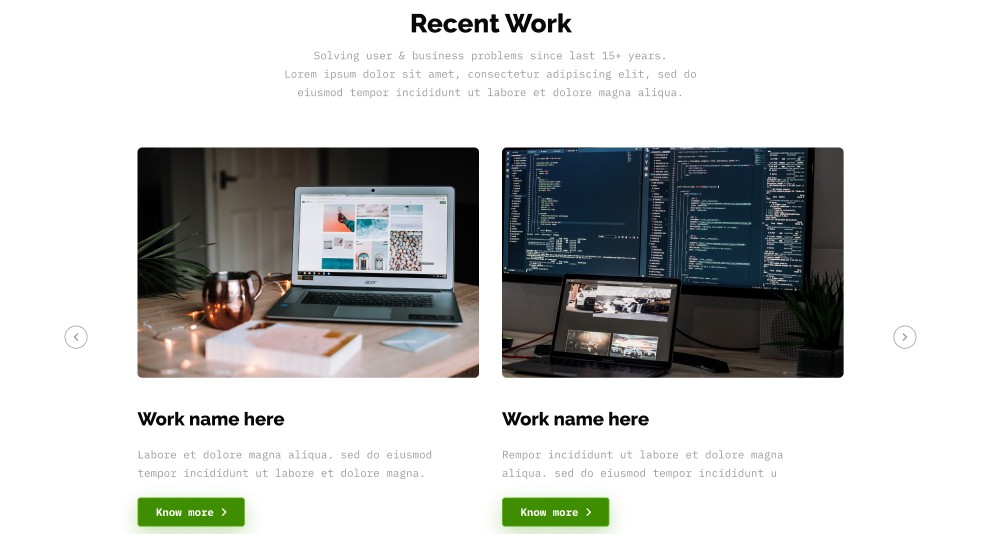 Recent Work
Solving user & business problems since last 15+ years.
Lorem ipsum dolor sit amet, consectetur adipiscing elit, sed do
eiusmod tempor incididunt ut labore et dolore magna aliqua.
acer
Work name here
Labore et dolore magna aliqua. sed do eiusmod
tempor incididunt ut labore et dolore magna.
Know more
Work name here
Rempor incididunt ut labore et dolore magna
aliqua. sed do eiusmod tempor incididunt u
Know more